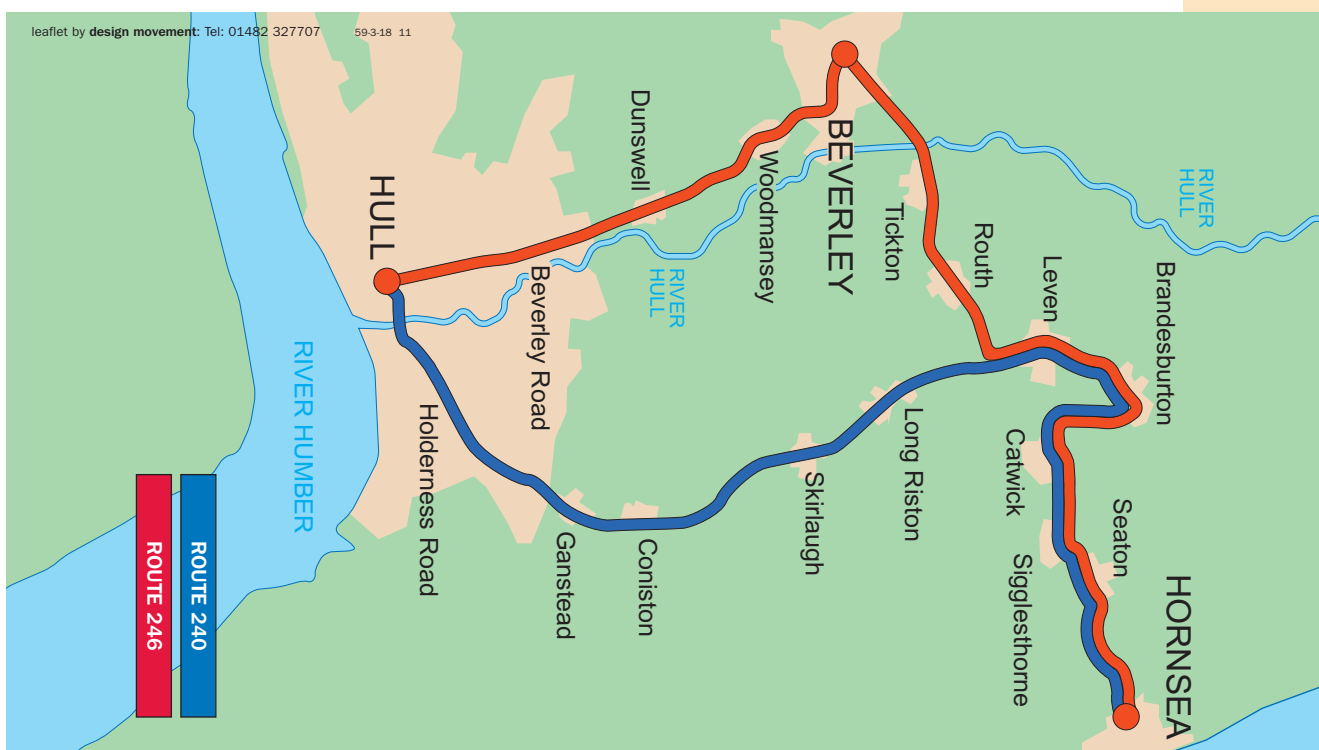 leaflet by design movement: Tel: 01482 327707 59-3-18 11
HORNSEA
Brandesburton
Seaton
RIVER
HULL
Leven
Sigglesthorne
Catwick
Routh
Long Riston
Tickton
Skirlaugh
BEVERLEY
Woodmansey
RIVER
HULL
Dunswell
Coniston
Ganstead
Beverley Road
Holderness Road
HULL
RIVER HUMBER
ROUTE 240
ROUTE 246